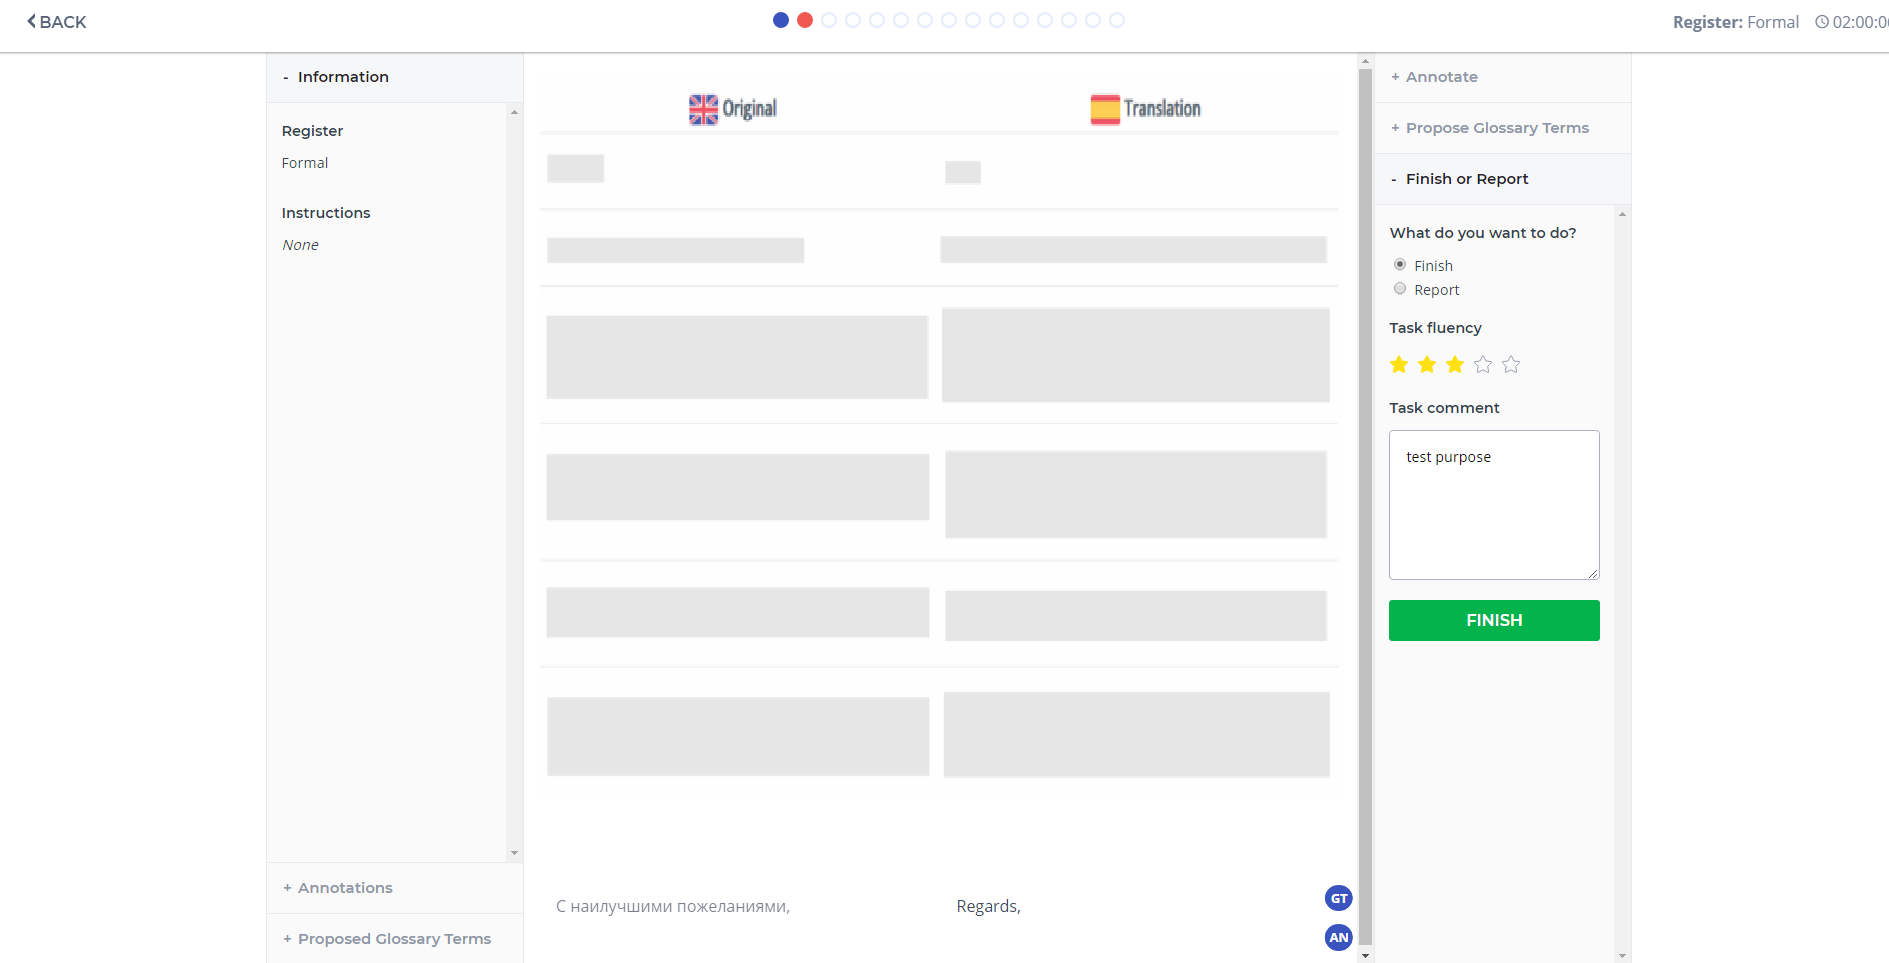 BACK
Register: Formal 02:00:0
- Information
Register
Formal
Instructions
None
+ Annotations
+ Proposed Glossary Terms
Original
Translation
С наилучшими пожеланиями,
Regards,
GT
AN
+ Annotate
+ Propose Glossary Terms
- Finish or Report
What do you want to do?
Finish
Report
Task fluency
Task comment
test purpose
FINISH